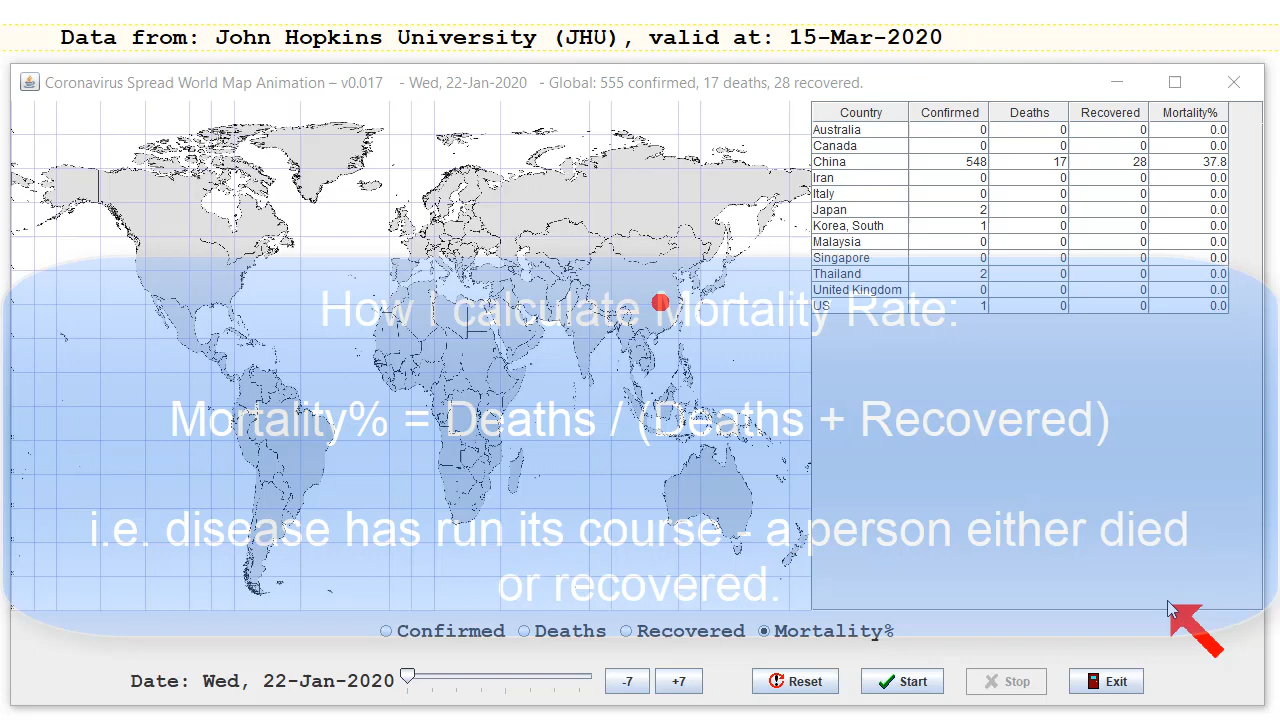 Data from: John Hopkins University (JHU), valid at: 15-Mar-2020
Coronavirus Spread World Map Animation – v0.017 - Wed, 22-Jan-2020 - Global: 555 confirmed, 17 deaths, 28 recovered.
Country Confirmed Deaths Recovered Mortality%
Australia 0 0 0 0.0
Canada 0 0 0 0.0
China 548 17 28 37.8
Iran 0 0 0 0.0
Italy 0 0 0 0.0
Japan 2 0 0 0.0
Korea, South 1 0 0 0.0
Malaysia 0 0 0 0.0
Singapore 0 0 0 0.0
Thailand 2 0 0 0.0
United Kingdom 0 0 0 0.0
US 1 0 0 0.0
How I calculate Mortality Rate:
Mortality% = Deaths / (Deaths + Recovered)
i.e. disease has run its course - a person either died
or recovered.
Confirmed Deaths Recovered Mortality%
Date: Wed, 22-Jan-2020 -7 +7 Reset Start Stop Exit